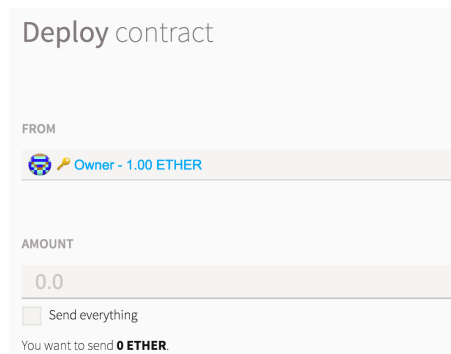 Deploy contract
FROM
Owner - 1.00 ETHER
AMOUNT
0.0
Send everything
You want to send 0 ETHER.